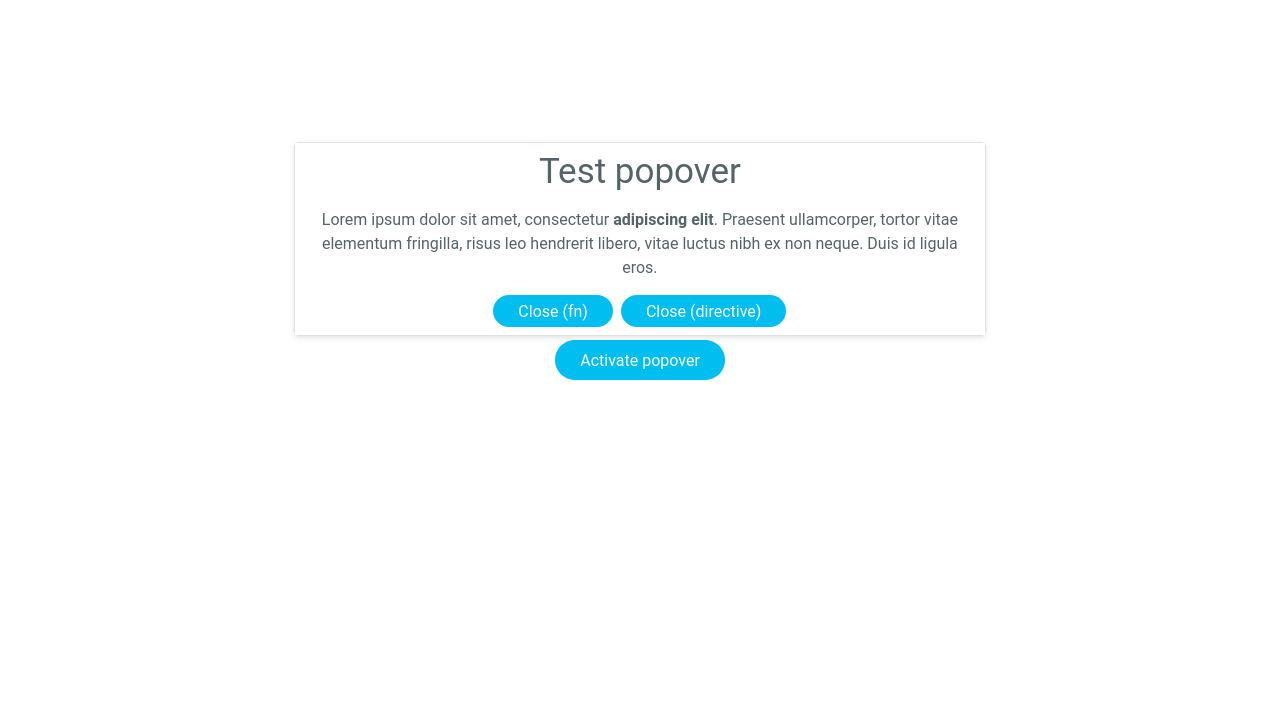 Test popover
Lorem ipsum dolor sit amet, consectetur adipiscing elit. Praesent ullamcorper, tortor vitae
elementum fringilla, risus leo hendrerit libero, vitae luctus nibh ex non neque. Duis id ligula
eros.
Close (fn) Close (directive)
Activate popover